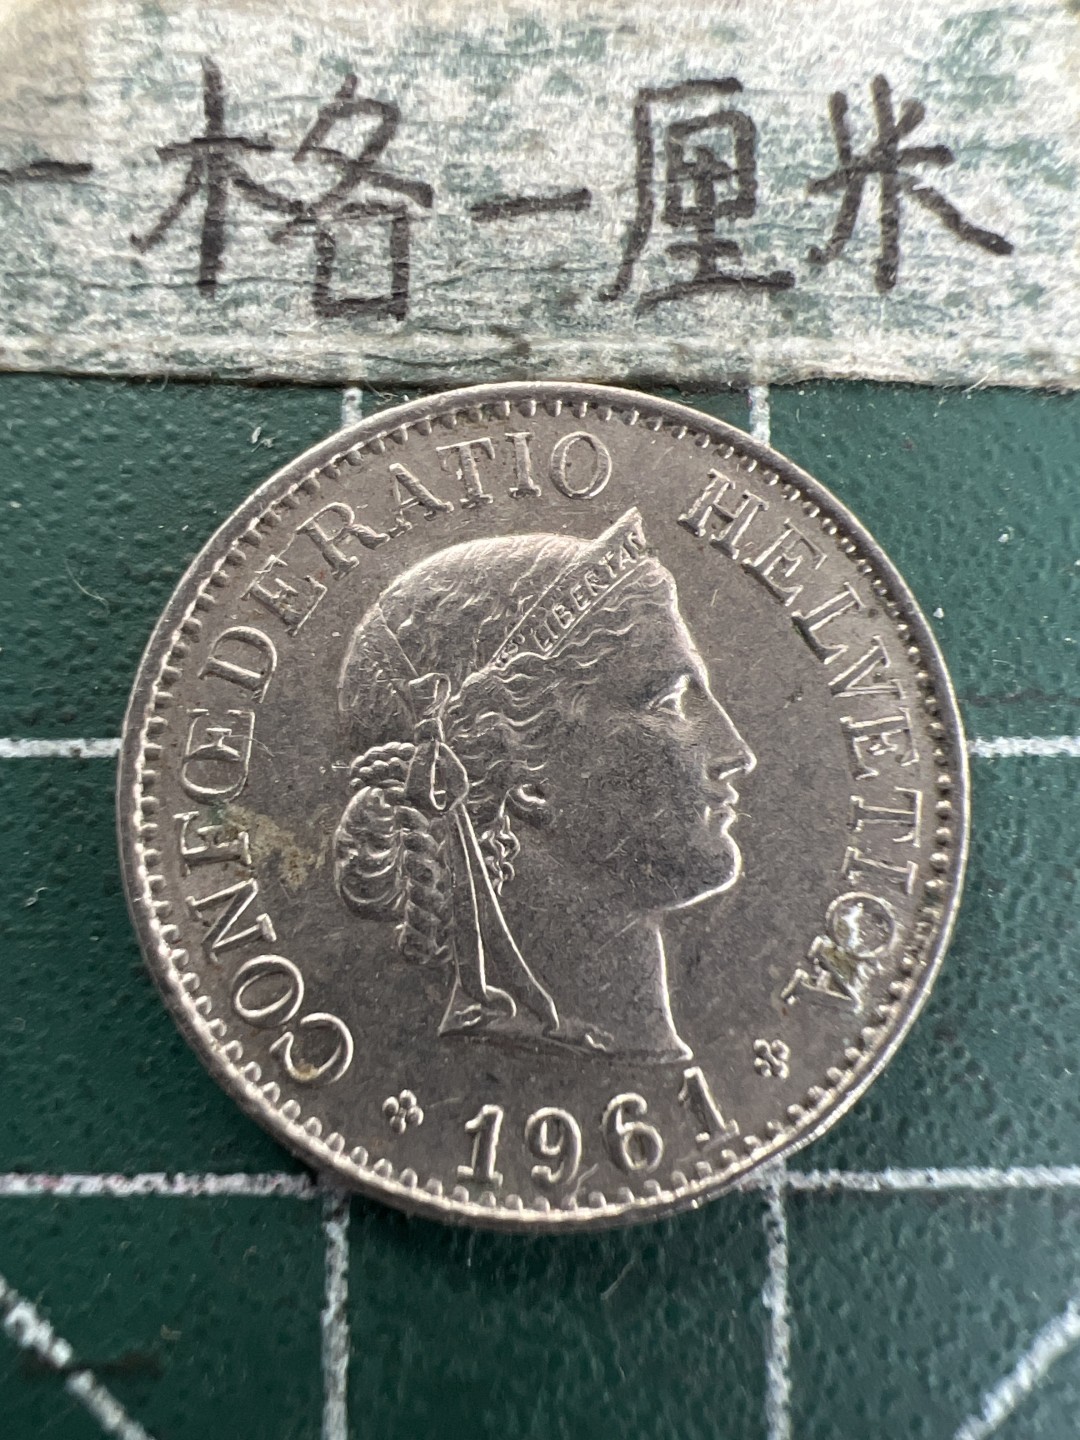 一格一厘米
CONFŒDERATIO HELVETICA
LIBERTAS
1961